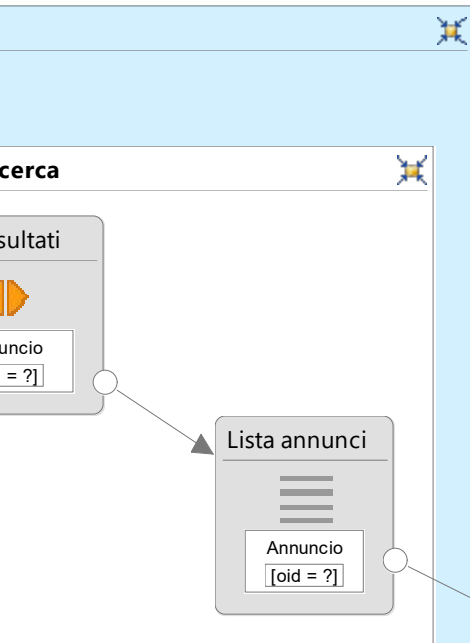 cerca
sultati
uncio
= ?]
Lista annunci
Annuncio
[oid = ?]